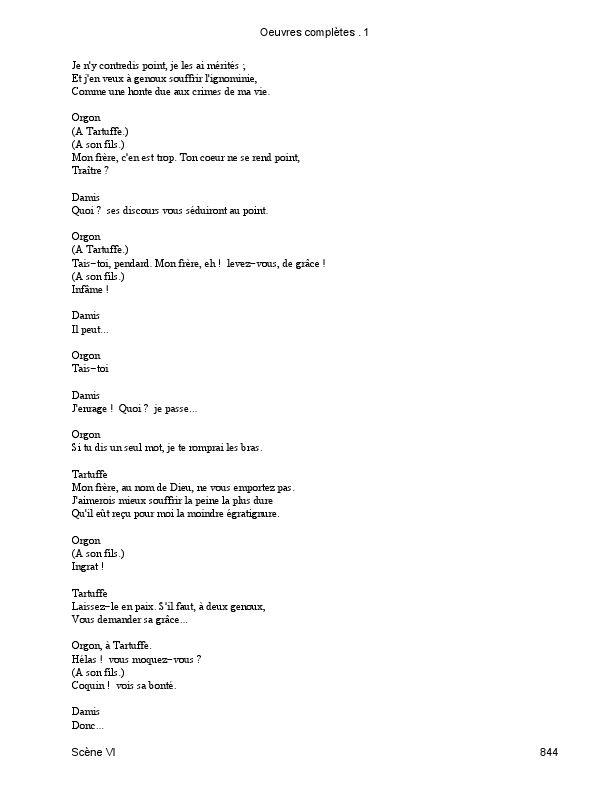 Oeuvres complètes . 1
Je n'y contredis point, je les ai mérités ;
Et j'en veux à genoux souffrir l'ignominie,
Comme une honte due aux crimes de ma vie.
Orgon
(A Tartuffe.)
(A son fils.)
Mon frère, c'en est trop. Ton coeur ne se rend point,
Traître ?
Damis
Quoi ? ses discours vous séduiront au point.
Orgon
(A Tartuffe.)
Tais−toi, pendard. Mon frère, eh ! levez−vous, de grâce !
(A son fils.)
Infâme !
Damis
Il peut...
Orgon
Tais−toi
Damis
J'enrage ! Quoi ? je passe...
Orgon
Si tu dis un seul mot, je te romprai les bras.
Tartuffe
Mon frère, au nom de Dieu, ne vous emportez pas.
J'aimerois mieux souffrir la peine la plus dure
Qu'il eût reçu pour moi la moindre égratignure.
Orgon
(A son fils.)
Ingrat !
Tartuffe
Laissez−le en paix. S'il faut, à deux genoux,
Vous demander sa grâce...
Orgon, à Tartuffe.
Hélas ! vous moquez−vous ?
(A son fils.)
Coquin ! vois sa bonté.
Damis
Donc...
Scène VI 844